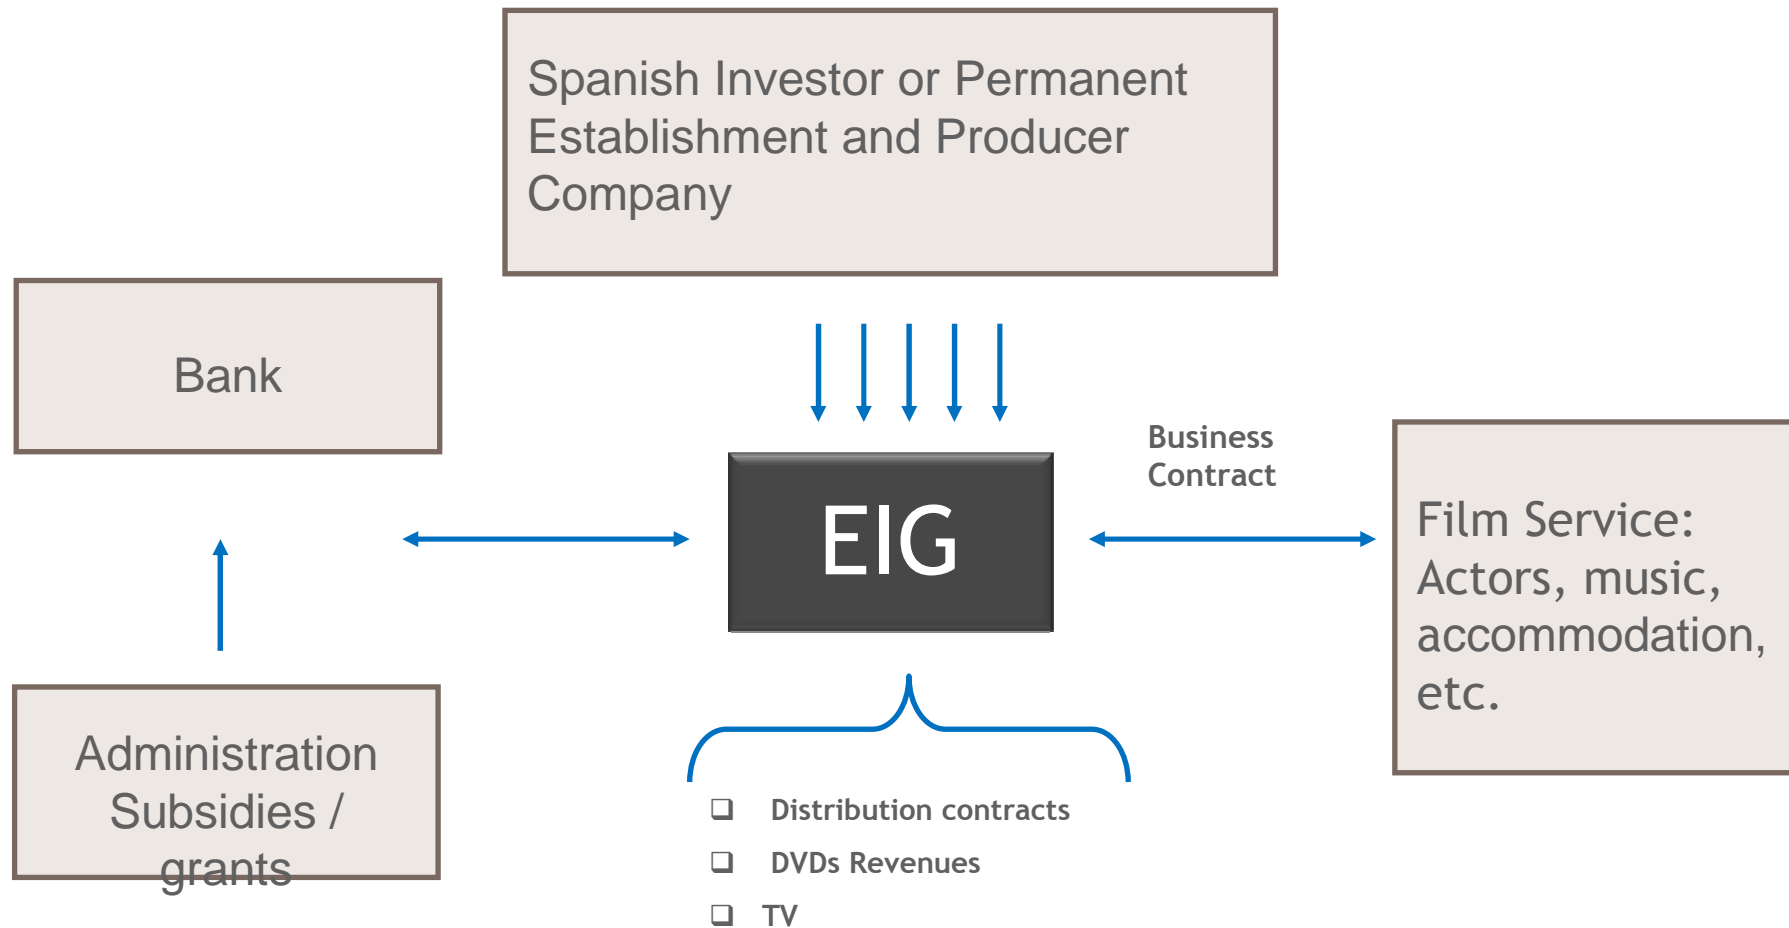 Spanish Investor or Permanent
Establishment and Producer
Company
Bank
Business
Contract
EIG
Film Service:
Actors, music,
accommodation,
etc.
Administration
Subsidies /
grants
❑ Distribution contracts
❑ DVDs Revenues
❑ TV